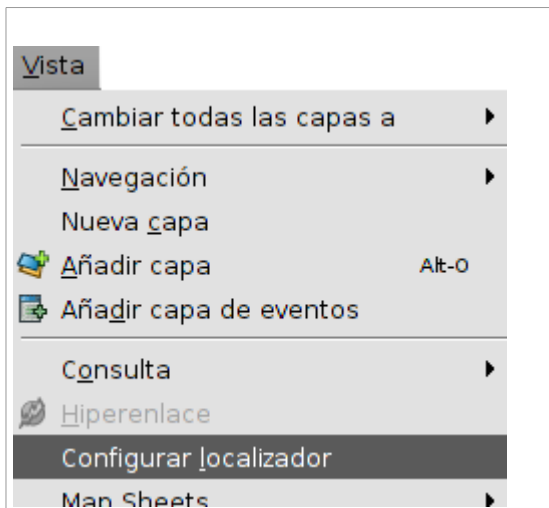 Vista
Cambiar todas las capas a
Navegación
Nueva capa
Añadir capa Alt-O
Añadir capa de eventos
Consulta
Hiperenlace
Configurar localizador
Map Sheets